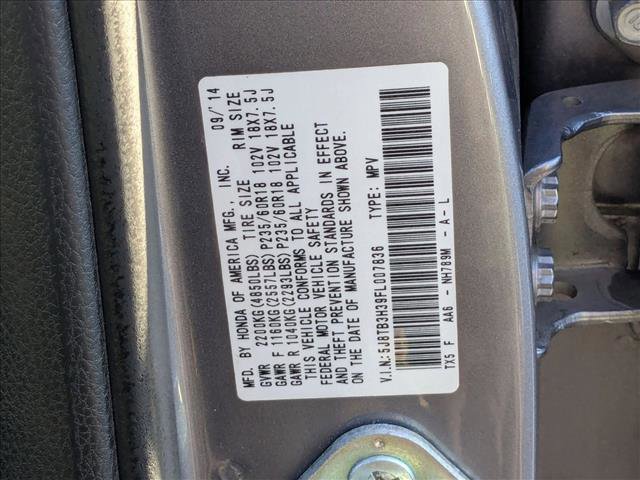 MFD. BY HONDA OF AMERICA MFG., INC. 09/14
GVWR 2200KG(4850LBS) TIRE SIZE RIM SIZE
GAWR F 1160KG(2557LBS) P235/60R18 102V 18X7.5J
GAWR R 1040KG(2293LBS) P235/60R18 102V 18X7.5J
THIS VEHICLE CONFORMS TO ALL APPLICABLE
FEDERAL MOTOR VEHICLE SAFETY
AND THEFT PREVENTION STANDARDS IN EFFECT
ON THE DATE OF MANUFACTURE SHOWN ABOVE.
V.I.N:5J8TB3H39FL007836 TYPE: MPV
TX5 F AA6 - NH789M - A - L